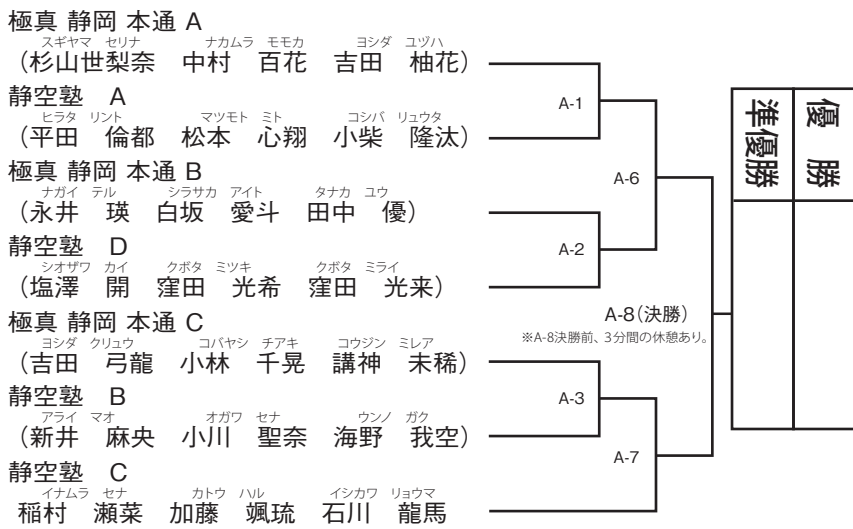 極真 静岡 本通 A
スギヤマ セリナ ナカムラ モモカ ヨシダ ユヅハ
(杉山世梨奈 中村 百花 吉田 柚花)
静空塾 A
ヒラタ リント マツモト ミト コシバ リュウタ
(平田 倫都 松本 心翔 小柴 隆汰)
極真 静岡 本通 B
ナガイ テル シラサカ アイト タナカ ユウ
(永井 瑛 白坂 愛斗 田中 優)
静空塾 D
シオザワ カイ クボタ ミツキ クボタ ミライ
(塩澤 開 窪田 光希 窪田 光来)
極真 静岡 本通 C
ヨシダ クリュウ コバヤシ チアキ コウジン ミレア
(吉田 弓龍 小林 千晃 講神 未稀)
静空塾 B
アライ マオ オガワ セナ ウンノ ガク
(新井 麻央 小川 聖奈 海野 我空)
静空塾 C
イナムラ セナ カトウ ハル イシカワ リョウマ
稲村 瀬菜 加藤 颯琉 石川 龍馬
A-1
A-6
A-2
A-8(決勝)
※A-8決勝前、3分間の休憩あり。
A-3
A-7
優勝
準優勝